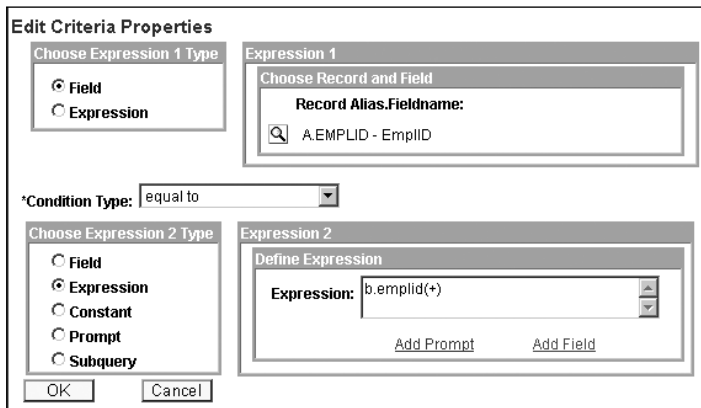 Edit Criteria Properties
Choose Expression 1 Type
Field
Expression
Expression 1
Choose Record and Field
Record Alias.Fieldname:
A.EMPLID - EmplID
*Condition Type: equal to
Choose Expression 2 Type
Field
Expression
Constant
Prompt
Subquery
Expression 2
Define Expression
Expression: b.emplid(+)
Add Prompt Add Field
OK Cancel